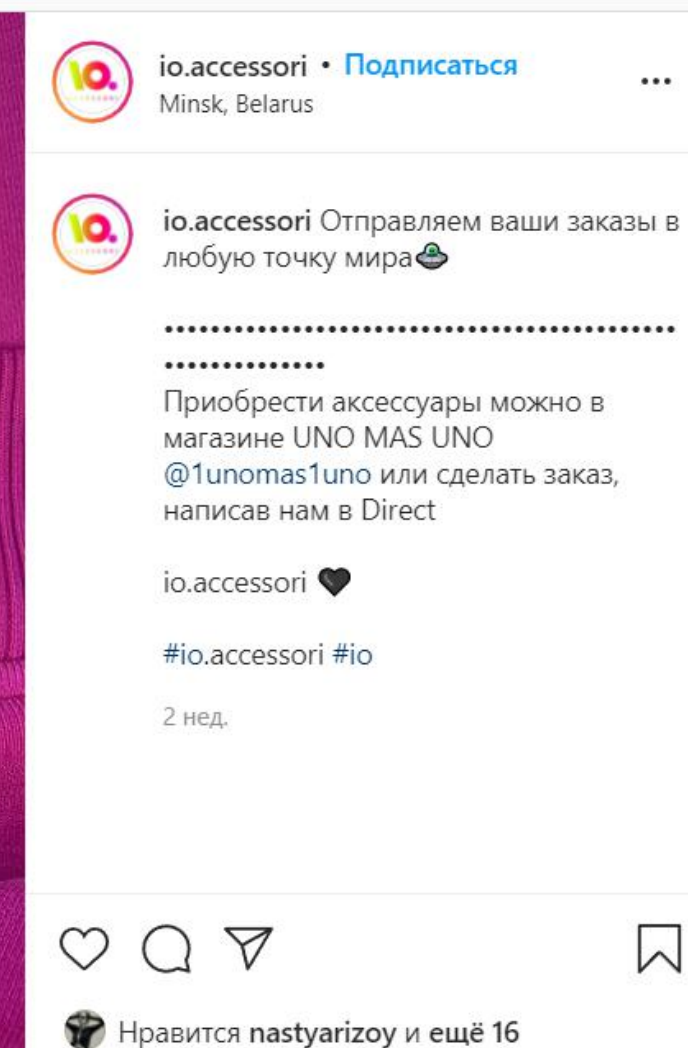 io.accessori • Подписаться
Minsk, Belarus
io.accessori Отправляем ваши заказы в
любую точку мира🛸
••••••••••••••••••••••••••••••••••••••••••••
••••••••••••••
Приобрести аксессуары можно в
магазине UNO MAS UNO
@1unomas1uno или сделать заказ,
написав нам в Direct
io.accessori 🖤
#io.accessori #io
2 нед.
Нравится nastyarizoy и ещё 16